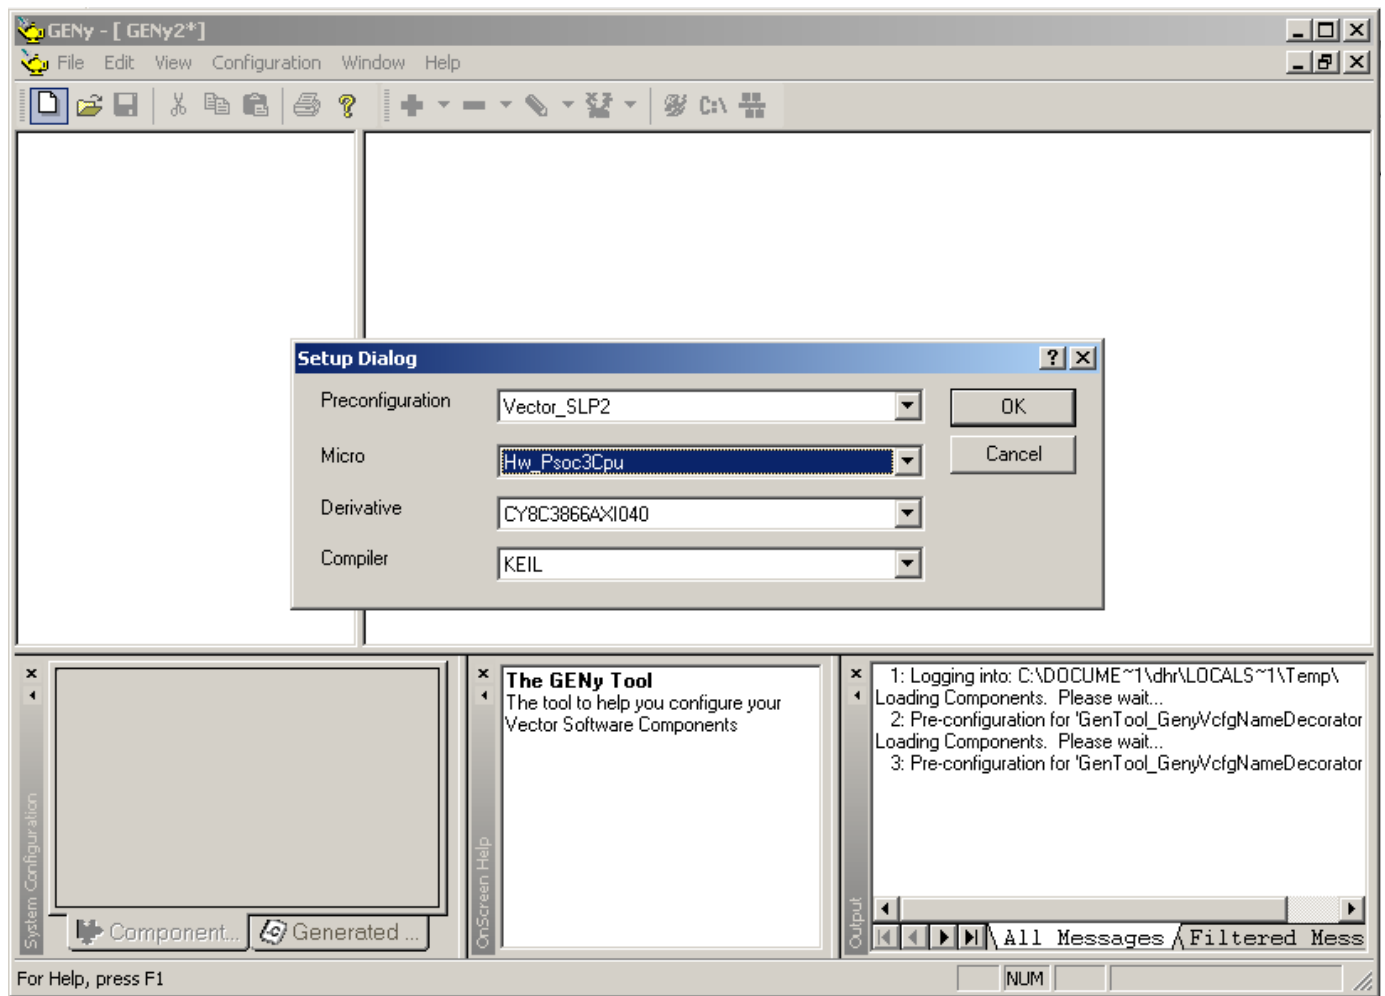 GENy - [ GENy2*]
File Edit View Configuration Window Help
C:\
Setup Dialog
Preconfiguration Vector_SLP2 OK
Micro Hw_Psoc3Cpu Cancel
Derivative CY8C3866AXI040
Compiler KEIL
System Configuration
Component... Generated ...
OnScreen Help
The GENy Tool
The tool to help you configure your
Vector Software Components
Output
1: Logging into: C:\DOCUME~1\dhr\LOCALS~1\Temp\
Loading Components. Please wait...
2: Pre-configuration for 'GenTool_GenyVcfgNameDecorator
Loading Components. Please wait...
3: Pre-configuration for 'GenTool_GenyVcfgNameDecorator
All Messages Filtered Mess
For Help, press F1 NUM